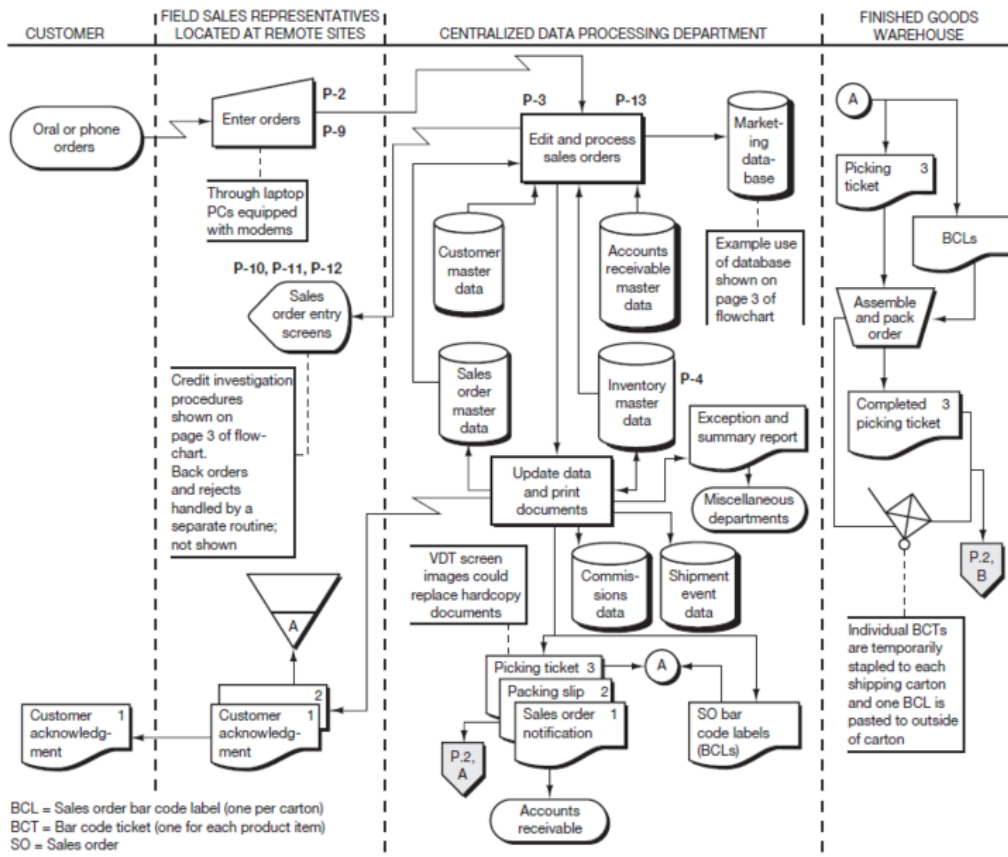 CUSTOMER
FIELD SALES REPRESENTATIVES
LOCATED AT REMOTE SITES
CENTRALIZED DATA PROCESSING DEPARTMENT
FINISHED GOODS
WAREHOUSE
Oral or phone
orders
Enter orders
P-2
P-9
Through laptop
PCs equipped
with modems
P-10, P-11, P-12
Sales
order entry
screens
Credit investigation
procedures
shown on
page 3 of flow-
chart.
Back orders
and rejects
handled by a
separate routine;
not shown
A
2
Customer
acknowledg-
ment
1
Customer
acknowledg-
ment
1
P-3
P-13
Edit and process
sales orders
Market-
ing
data-
base
Customer
master
data
Accounts
receivable
master
data
Example use
of database
shown on
page 3 of
flowchart
Sales
order
master
data
Inventory
master
data
P-4
Exception and
summary report
Miscellaneous
departments
Update data
and print
documents
VDT screen
images could
replace hardcopy
documents
Commis-
sions
data
Shipment
event
data
Picking ticket 3
Packing slip 2
Sales order 1
notification
A
P.2,
A
SO bar
code labels
(BCLs)
Accounts
receivable
A
Picking 3
ticket
BCLs
Assemble
and pack
order
Completed 3
picking ticket
P.2,
B
Individual BCTs
are temporarily
stapled to each
shipping carton
and one BCL is
pasted to outside
of carton
BCL = Sales order bar code label (one per carton)
BCT = Bar code ticket (one for each product item)
SO = Sales order